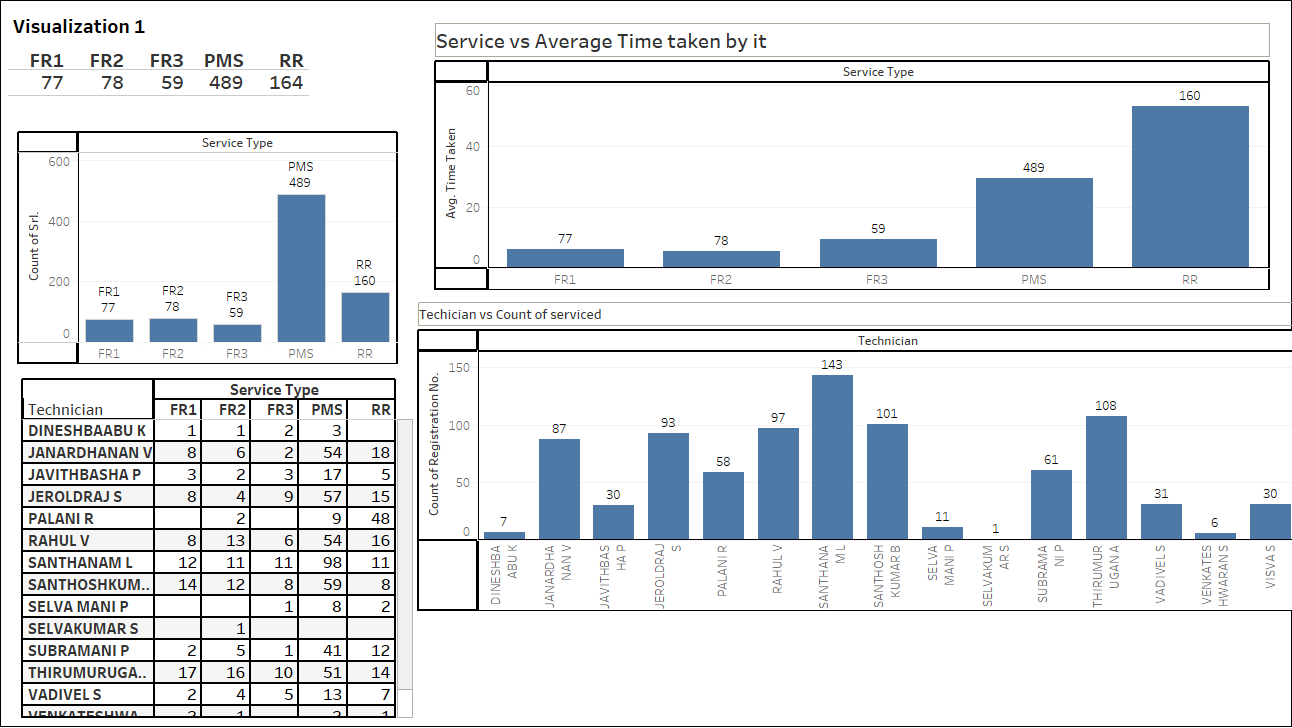 Visualization 1
FR1 FR2 FR3 PMS RR
77 78 59 489 164
Service Type
Count of Srl.
600
400
200
0
FR1
77
FR2
78
FR3
59
PMS
489
RR
160
FR1 FR2 FR3 PMS RR
Service Type
Technician FR1 FR2 FR3 PMS RR
DINESHBAABU K 1 1 2 3
JANARDHANAN V 8 6 2 54 18
JAVITHBASHA P 3 2 3 17 5
JEROLDRAJ S 8 4 9 57 15
PALANI R 2 9 48
RAHUL V 8 13 6 54 16
SANTHANAM L 12 11 11 98 11
SANTHOSHKUM.. 14 12 8 59 8
SELVA MANI P 1 8 2
SELVAKUMAR S 1
SUBRAMANI P 2 5 1 41 12
THIRUMURUGA.. 17 16 10 51 14
VADIVEL S 2 4 5 13 7
VENKATESHWA
Service vs Average Time taken by it
Service Type
Avg. Time Taken
60
40
20
0
77 78 59 489 160
FR1 FR2 FR3 PMS RR
Techician vs Count of serviced
Technician
Count of Registration No.
150
100
50
0
7 87 30 93 58 97 143 101 11 1 61 108 31 6 30
DINESHBA
ABU K
JANARDHA
NAN V
JAVITHBAS
HA P
JEROLDRAJ
S
PALANI R
RAHUL V
SANTHANA
M L
SANTHOSH
KUMAR B
SELVA
MANI P
SELVAKUM
AR S
SUBRAMA
NI P
THIRUMUR
UGAN A
VADIVEL S
VENKATES
HWARAN S
VISVA S